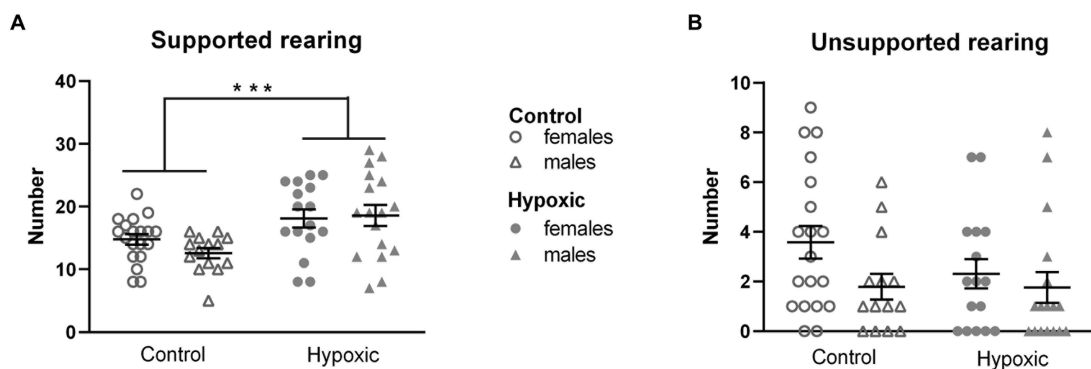 A
Supported rearing
Number
40
30
20
10
0
***
Control
Hypoxic
Control
females
males
Hypoxic
females
males
B
Unsupported rearing
Number
10
8
6
4
2
0
Control
Hypoxic